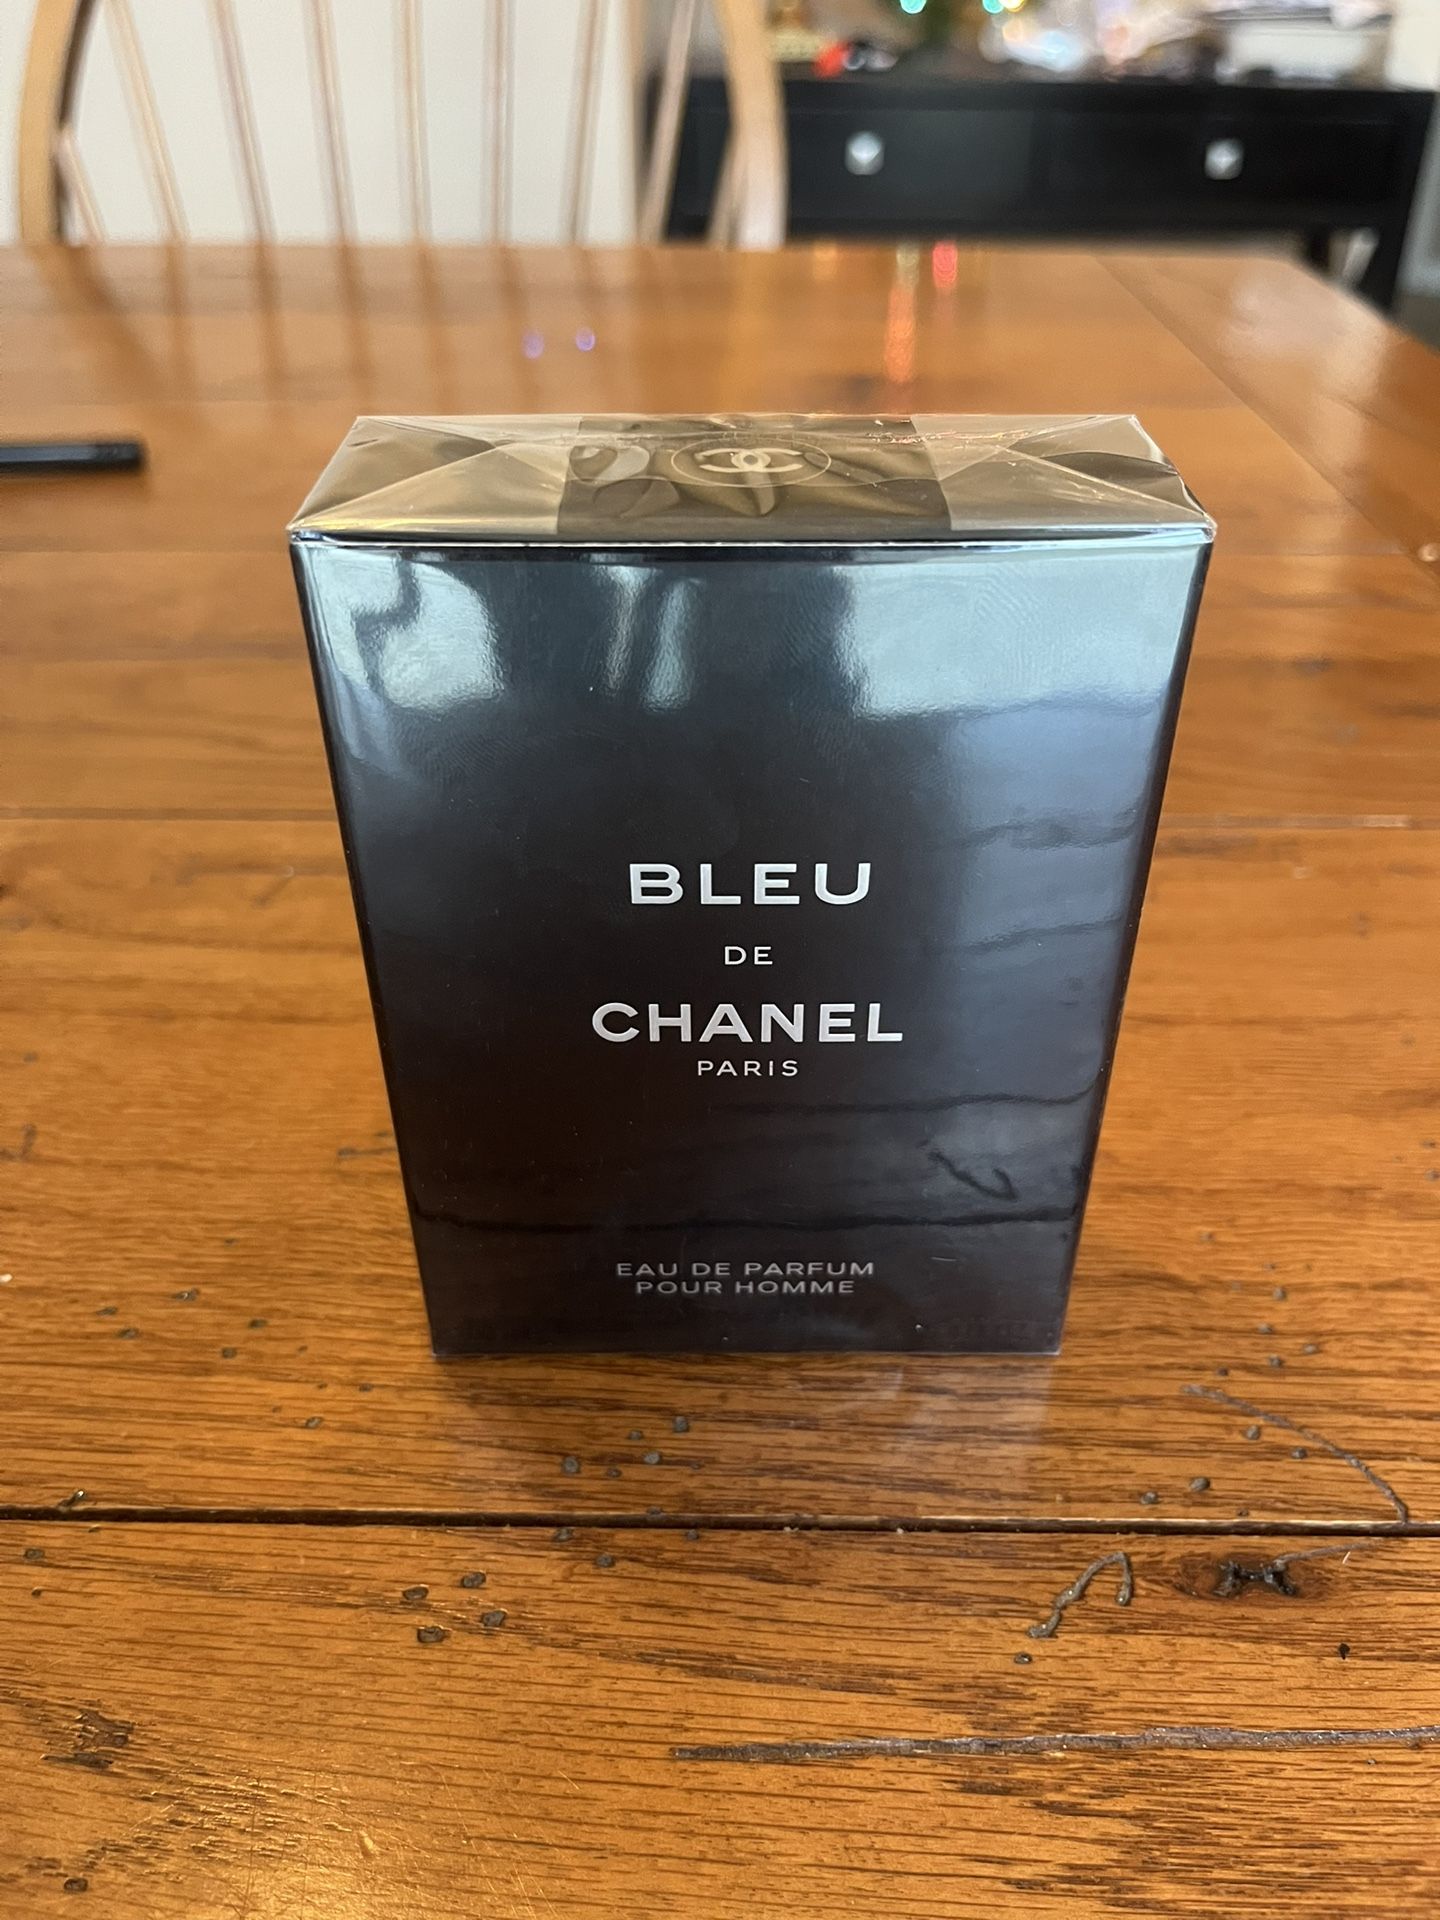 BLEU
DE
CHANEL
PARIS
EAU DE PARFUM
POUR HOMME